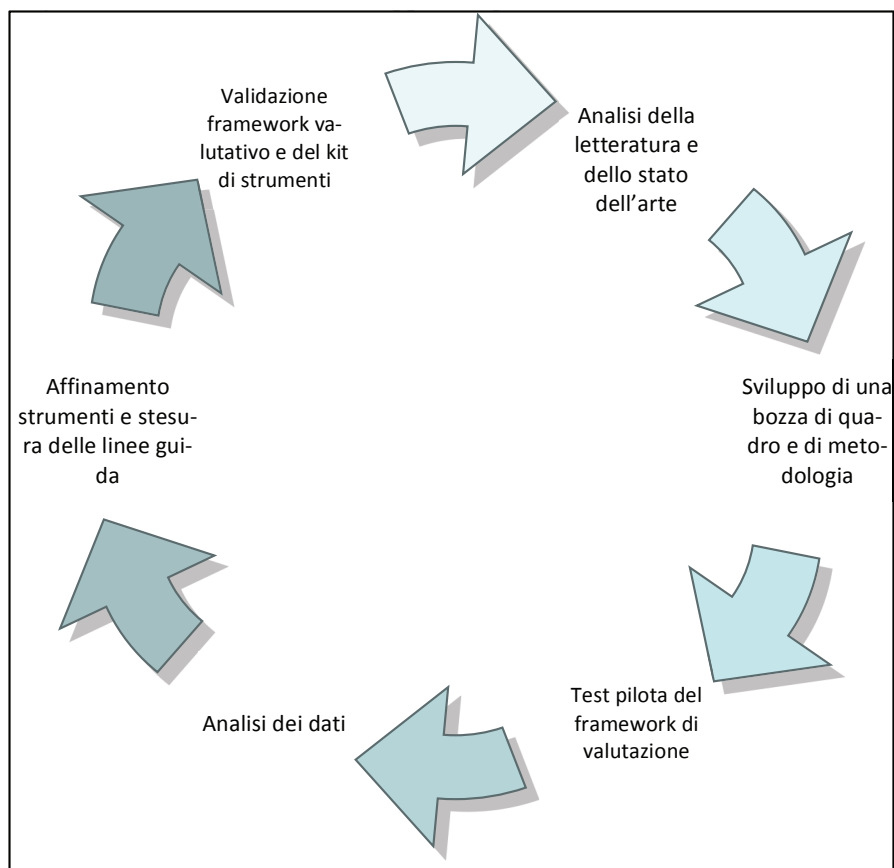 Validazione
framework va-
lutativo e del kit
di strumenti
Analisi della
letteratura e
dello stato
dell’arte
Sviluppo di una
bozza di qua-
dro e di meto-
dologia
Test pilota del
framework di
valutazione
Analisi dei dati
Affinamento
strumenti e stesu-
ra delle linee gui-
da